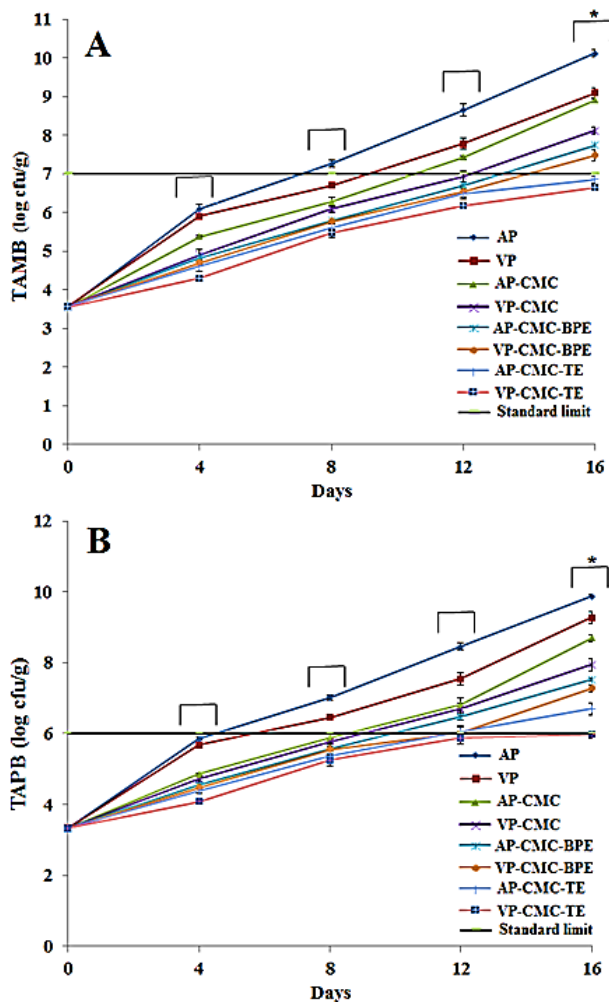 A
TAMB (log cfu/g)
11
10
9
8
7
6
5
4
3
2
1
0
*
AP
VP
AP-CMC
VP-CMC
AP-CMC-BPE
VP-CMC-BPE
AP-CMC-TE
VP-CMC-TE
Standard limit
0 4 8 12 16
Days
B
TAPB (log cfu/g)
12
10
8
6
4
2
0
*
AP
VP
AP-CMC
VP-CMC
AP-CMC-BPE
VP-CMC-BPE
AP-CMC-TE
VP-CMC-TE
Standard limit
0 4 8 12 16
Days